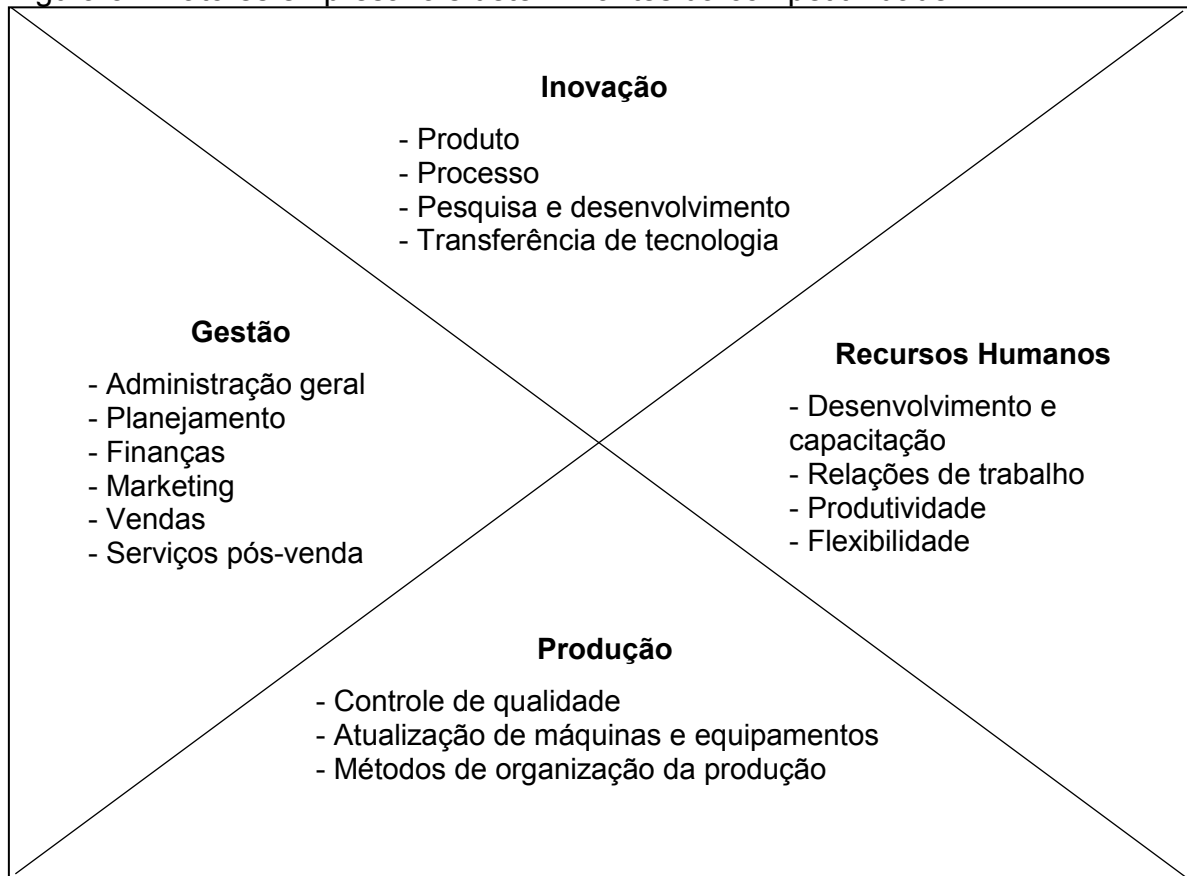 Inovação
- Produto
- Processo
- Pesquisa e desenvolvimento
- Transferência de tecnologia
Gestão
- Administração geral
- Planejamento
- Finanças
- Marketing
- Vendas
- Serviços pós-venda
Recursos Humanos
- Desenvolvimento e
capacitação
- Relações de trabalho
- Produtividade
- Flexibilidade
Produção
- Controle de qualidade
- Atualização de máquinas e equipamentos
- Métodos de organização da produção